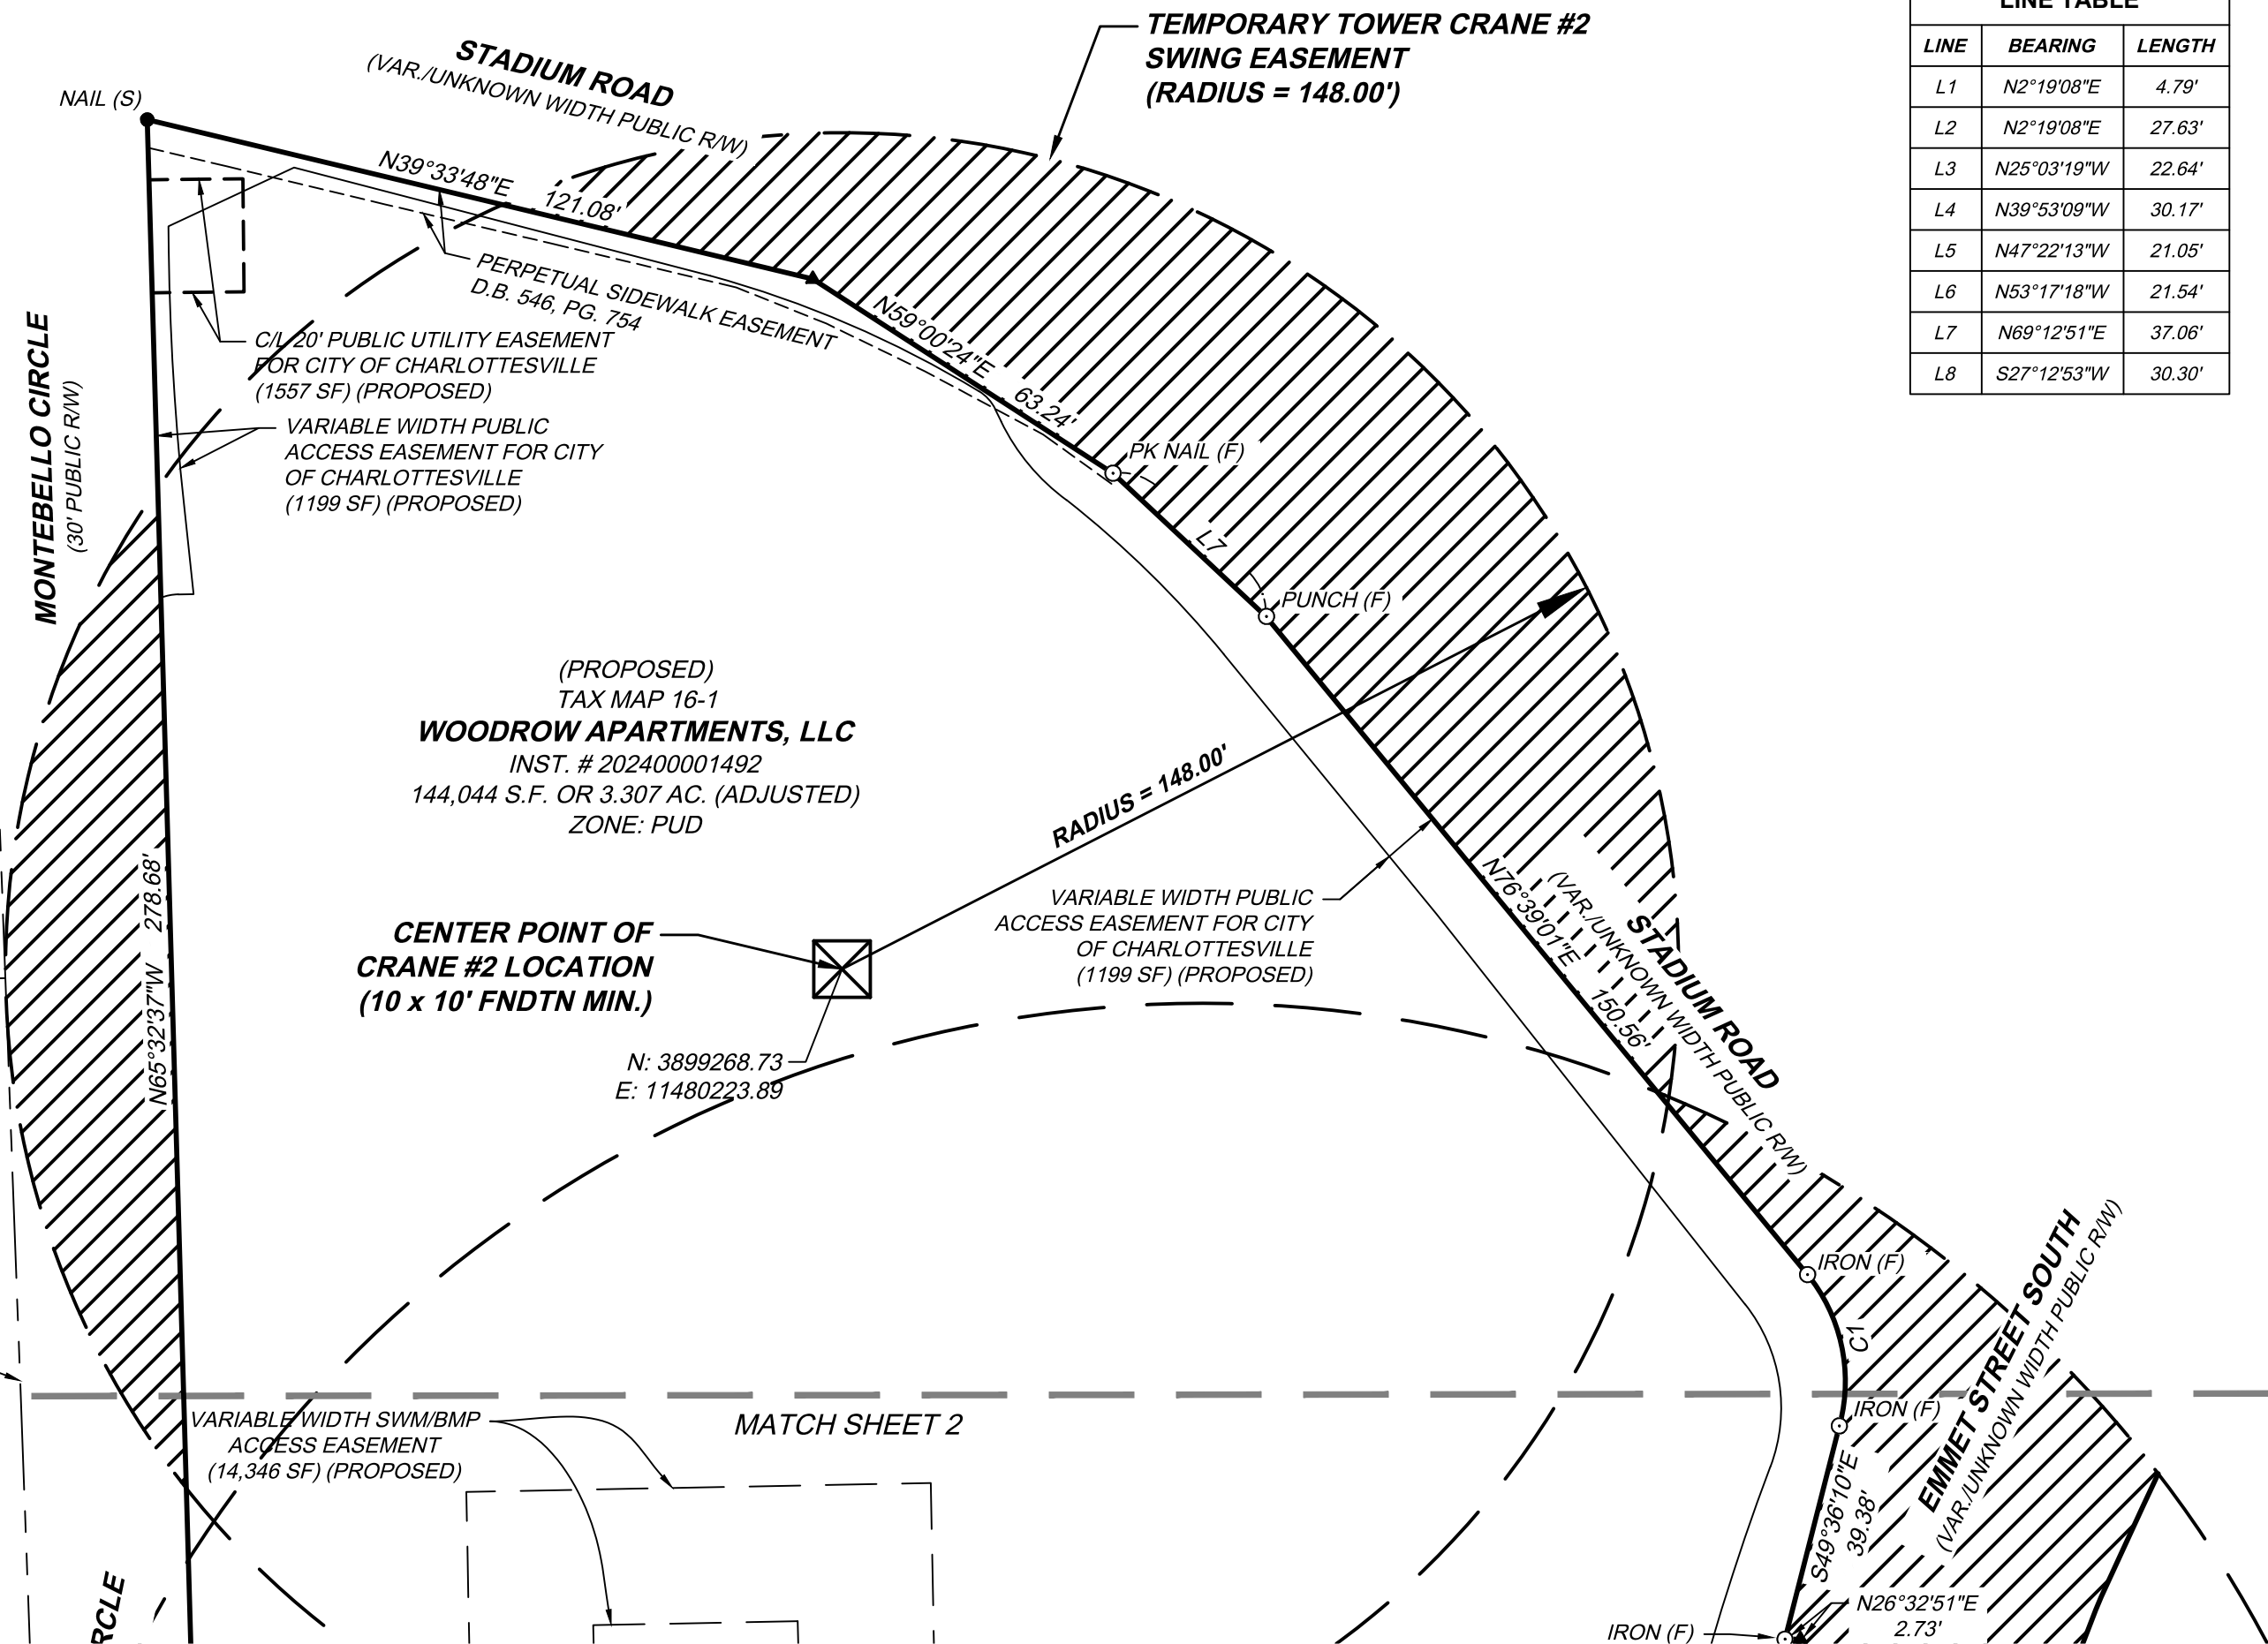 TEMPORARY TOWER CRANE #2
SWING EASEMENT
(RADIUS = 148.00')
LINE TABLE
LINE BEARING LENGTH
L1 N2°19'08"E 4.79'
L2 N2°19'08"E 27.63'
L3 N25°03'19"W 22.64'
L4 N39°53'09"W 30.17'
L5 N47°22'13"W 21.05'
L6 N53°17'18"W 21.54'
L7 N69°12'51"E 37.06'
L8 S27°12'53"W 30.30'
STADIUM ROAD
(VAR./UNKNOWN WIDTH PUBLIC R/W)
NAIL (S)
N39°33'48"E 121.08'
PERPETUAL SIDEWALK EASEMENT
D.B. 546, PG. 754
N59°00'24"E 63.24'
C/L 20' PUBLIC UTILITY EASEMENT
FOR CITY OF CHARLOTTESVILLE
(1557 SF) (PROPOSED)
VARIABLE WIDTH PUBLIC
ACCESS EASEMENT FOR CITY
OF CHARLOTTESVILLE
(1199 SF) (PROPOSED)
MONTEBELLO CIRCLE
(30' PUBLIC R/W)
PK NAIL (F)
L7
PUNCH (F)
(PROPOSED)
TAX MAP 16-1
WOODROW APARTMENTS, LLC
INST. # 202400001492
144,044 S.F. OR 3.307 AC. (ADJUSTED)
ZONE: PUD
RADIUS = 148.00'
N65°32'37"W 278.68'
CENTER POINT OF
CRANE #2 LOCATION
(10 x 10' FNDTN MIN.)
VARIABLE WIDTH PUBLIC
ACCESS EASEMENT FOR CITY
OF CHARLOTTESVILLE
(1199 SF) (PROPOSED)
N76°39'01"E 150.56'
STADIUM ROAD
(VAR./UNKNOWN WIDTH PUBLIC R/W)
N: 3899268.73
E: 11480223.89
IRON (F)
C1
EMMET STREET SOUTH
(VAR./UNKNOWN WIDTH PUBLIC R/W)
IRON (F)
MATCH SHEET 2
VARIABLE WIDTH SWM/BMP
ACCESS EASEMENT
(14,346 SF) (PROPOSED)
S49°36'10"E
39.38'
N26°32'51"E
2.73'
IRON (F)
RCLE